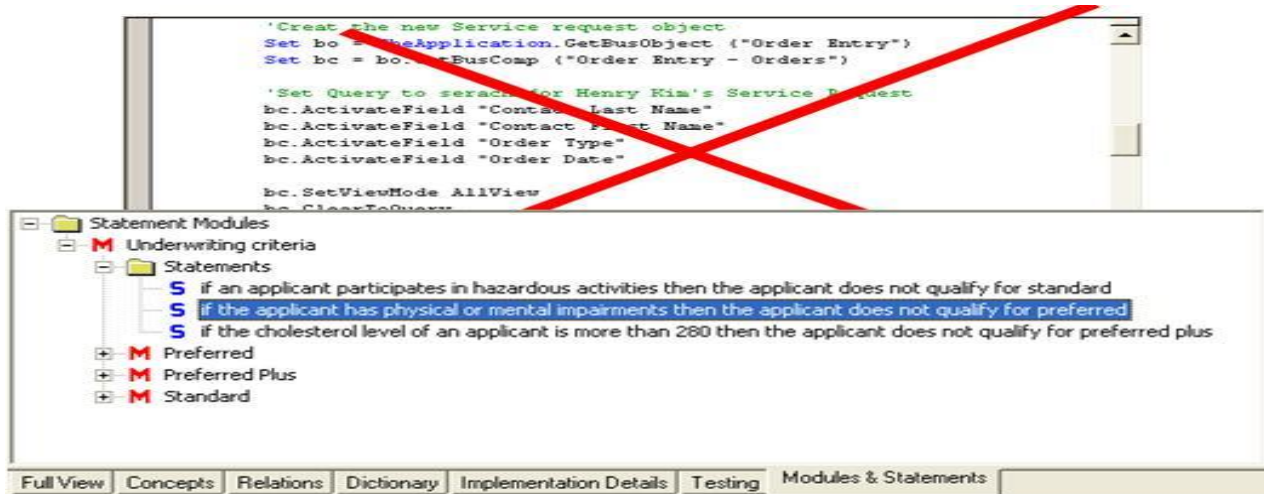 'Creat the new Service request object
Set bo = TheApplication.GetBusObject ("Order Entry")
Set bc = bo.GetBusComp ("Order Entry - Orders")
'Set Query to serach for Henry Kim's Service Request
bc.ActivateField "Contact Last Name"
bc.ActivateField "Contact First Name"
bc.ActivateField "Order Type"
bc.ActivateField "Order Date"
bc.SetViewMode AllView
bc.ClearToQuery
Statement Modules
M Underwriting criteria
Statements
S if an applicant participates in hazardous activities then the applicant does not qualify for standard
S if the applicant has physical or mental impairments then the applicant does not qualify for preferred
S if the cholesterol level of an applicant is more than 280 then the applicant does not qualify for preferred plus
M Preferred
M Preferred Plus
M Standard
Full View Concepts Relations Dictionary Implementation Details Testing Modules & Statements